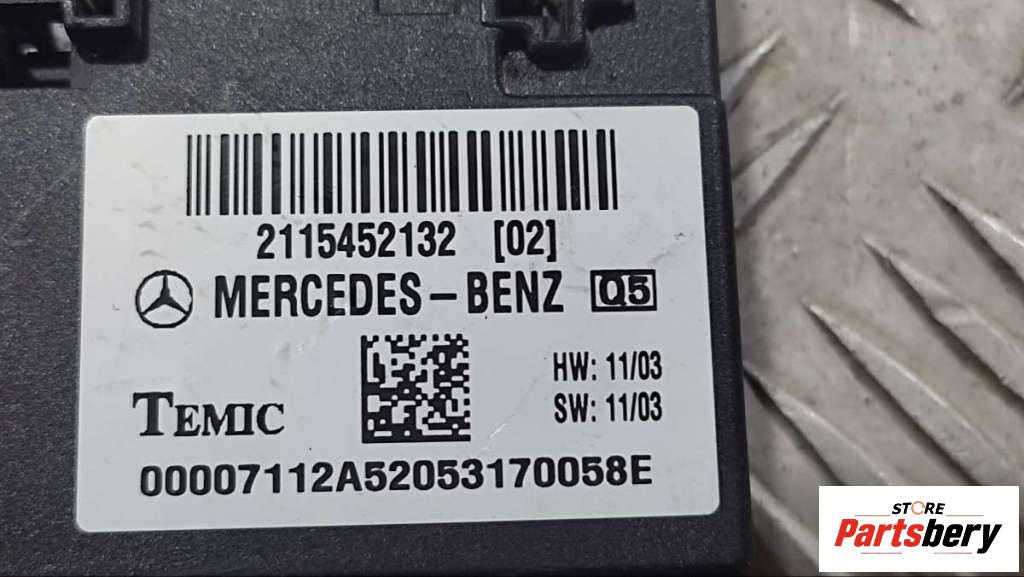 2115452132 [02]
MERCEDES-BENZ Q5
HW: 11/03
TEMIC
SW: 11/03
00007112A52053170058E
STORE
Partsbery